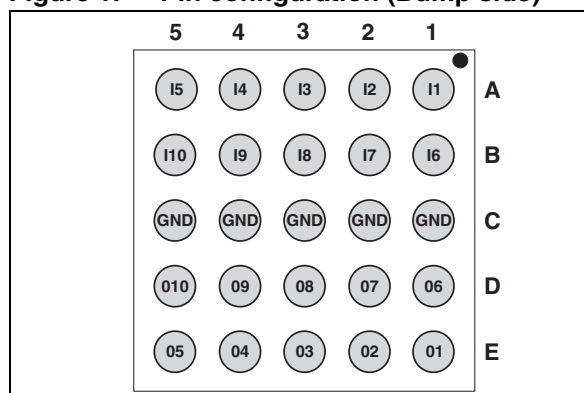 Figure 1. Pin configuration (Bump side)
5 4 3 2 1
I5 I4 I3 I2 I1 A
I10 I9 I8 I7 I6 B
GND GND GND GND GND C
010 09 08 07 06 D
05 04 03 02 01 E